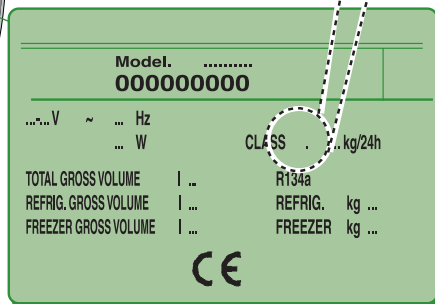 Model. ..........
000000000
...-... V ~ ... Hz
... W CLASS . ... kg/24h
TOTAL GROSS VOLUME l ... R134a
REFRIG. GROSS VOLUME l ... REFRIG. kg ...
FREEZER GROSS VOLUME l ... FREEZER kg ...
CE